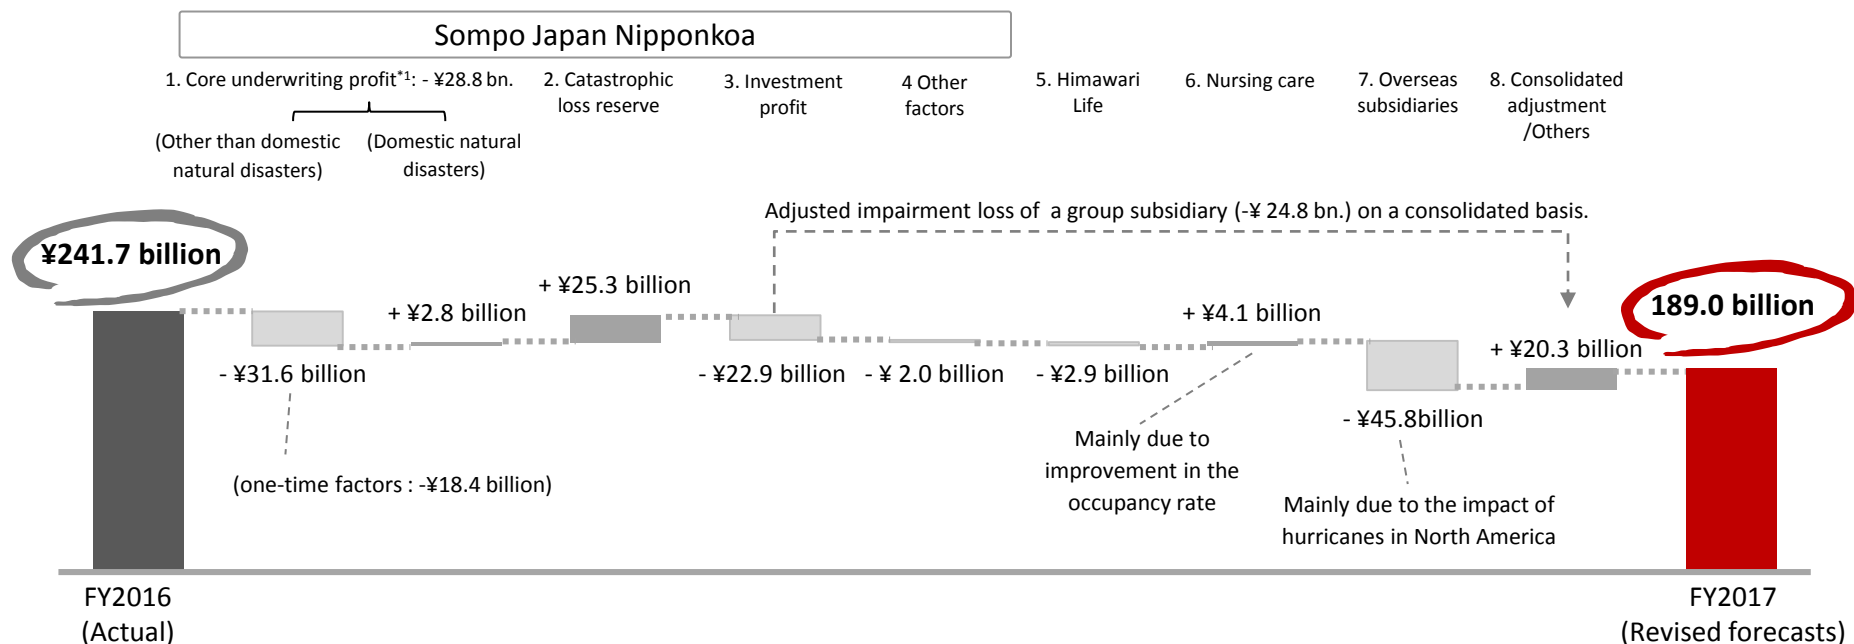 Sompo Japan Nipponkoa
1. Core underwriting profit*1: - ¥28.8 bn.
(Other than domestic
natural disasters)
(Domestic natural
disasters)
2. Catastrophic
loss reserve
3. Investment
profit
4 Other
factors
5. Himawari
Life
6. Nursing care
7. Overseas
subsidiaries
8. Consolidated
adjustment
/Others
Adjusted impairment loss of a group subsidiary (-¥ 24.8 bn.) on a consolidated basis.
¥241.7 billion
- ¥31.6 billion
(one-time factors : -¥18.4 billion)
+ ¥2.8 billion
+ ¥25.3 billion
- ¥22.9 billion
- ¥ 2.0 billion
- ¥2.9 billion
+ ¥4.1 billion
Mainly due to
improvement in the
occupancy rate
- ¥45.8billion
Mainly due to the impact of
hurricanes in North America
+ ¥20.3 billion
189.0 billion
FY2016
(Actual)
FY2017
(Revised forecasts)